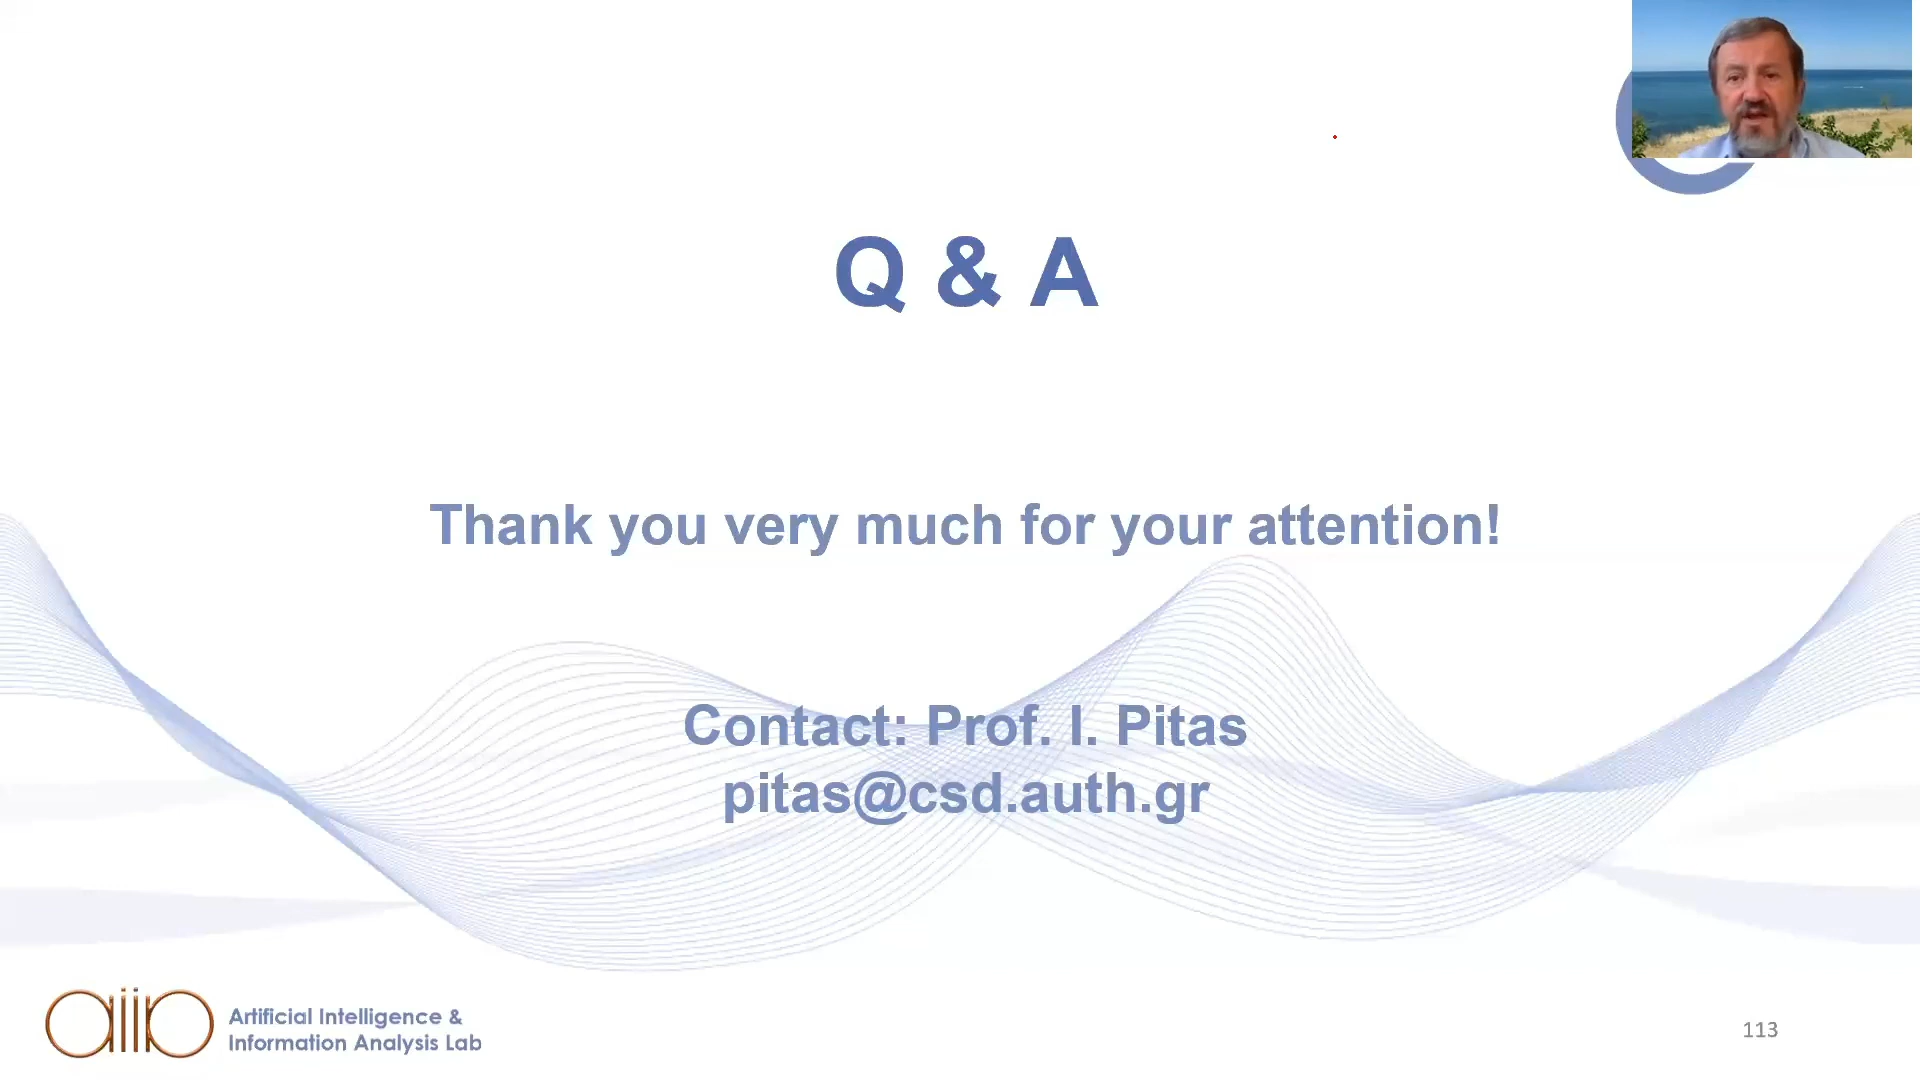 Q & A
Thank you very much for your attention!
Contact: Prof. I. Pitas
pitas@csd.auth.gr
aiia
Artificial Intelligence &
Information Analysis Lab
113